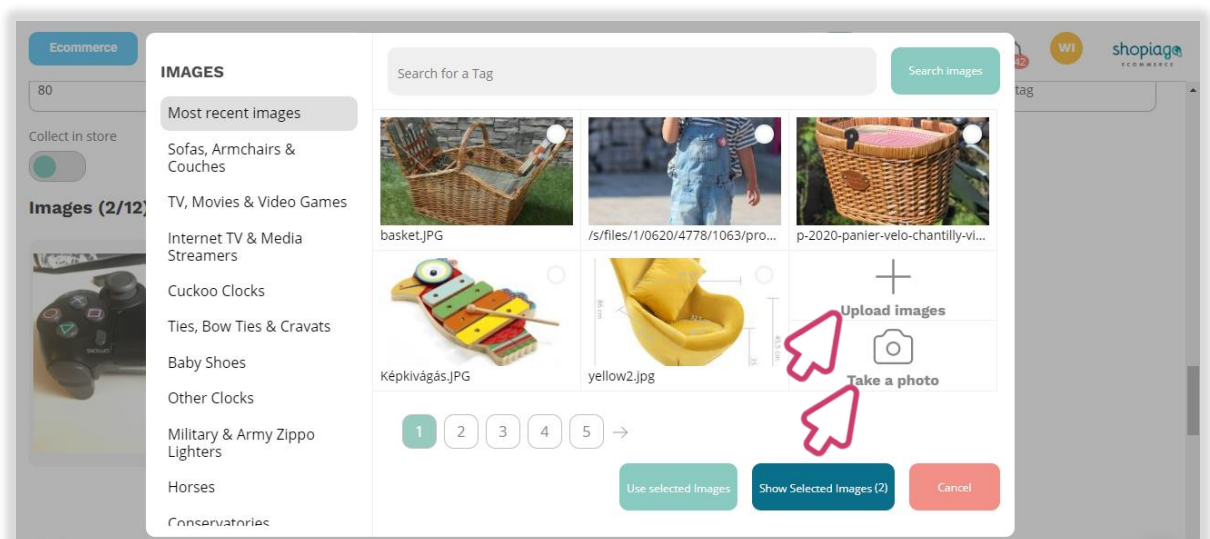 Ecommerce
WI
shopiago
ECOMMERCE
42
80
tag
Collect in store
Images (2/12)
IMAGES
Most recent images
Sofas, Armchairs &
Couches
TV, Movies & Video Games
Internet TV & Media
Streamers
Cuckoo Clocks
Ties, Bow Ties & Cravats
Baby Shoes
Other Clocks
Military & Army Zippo
Lighters
Horses
Conservatories
Search for a Tag
Search images
basket.JPG
/s/files/1/0620/4778/1063/pro...
p-2020-panier-velo-chantilly-vi...
Upload images
Take a photo
Képkivágás.JPG
yellow2.jpg
1 2 3 4 5 →
Use selected Images
Show Selected Images (2)
Cancel